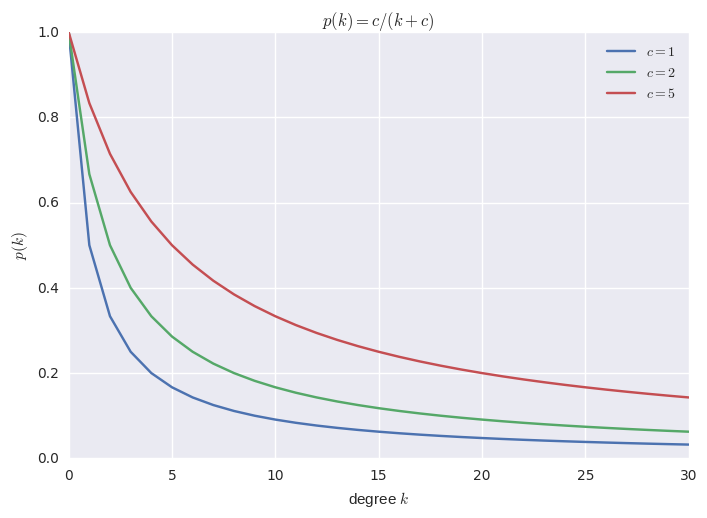 p(k) = c/(k + c)
1.0
0.8
0.6
0.4
0.2
0.0
p(k)
c = 1
c = 2
c = 5
0 5 10 15 20 25 30
degree k